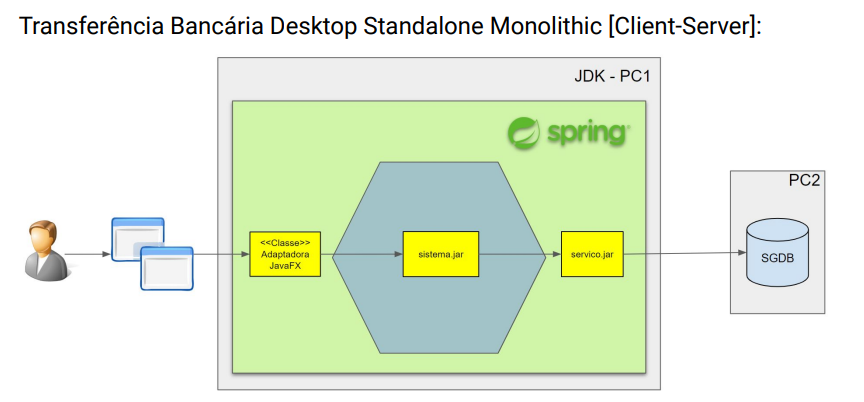 Transferência Bancária Desktop Standalone Monolithic [Client-Server]:
JDK - PC1
spring
PC2
<<Classe>>
Adaptadora
JavaFX
sistema.jar
servico.jar
SGDB